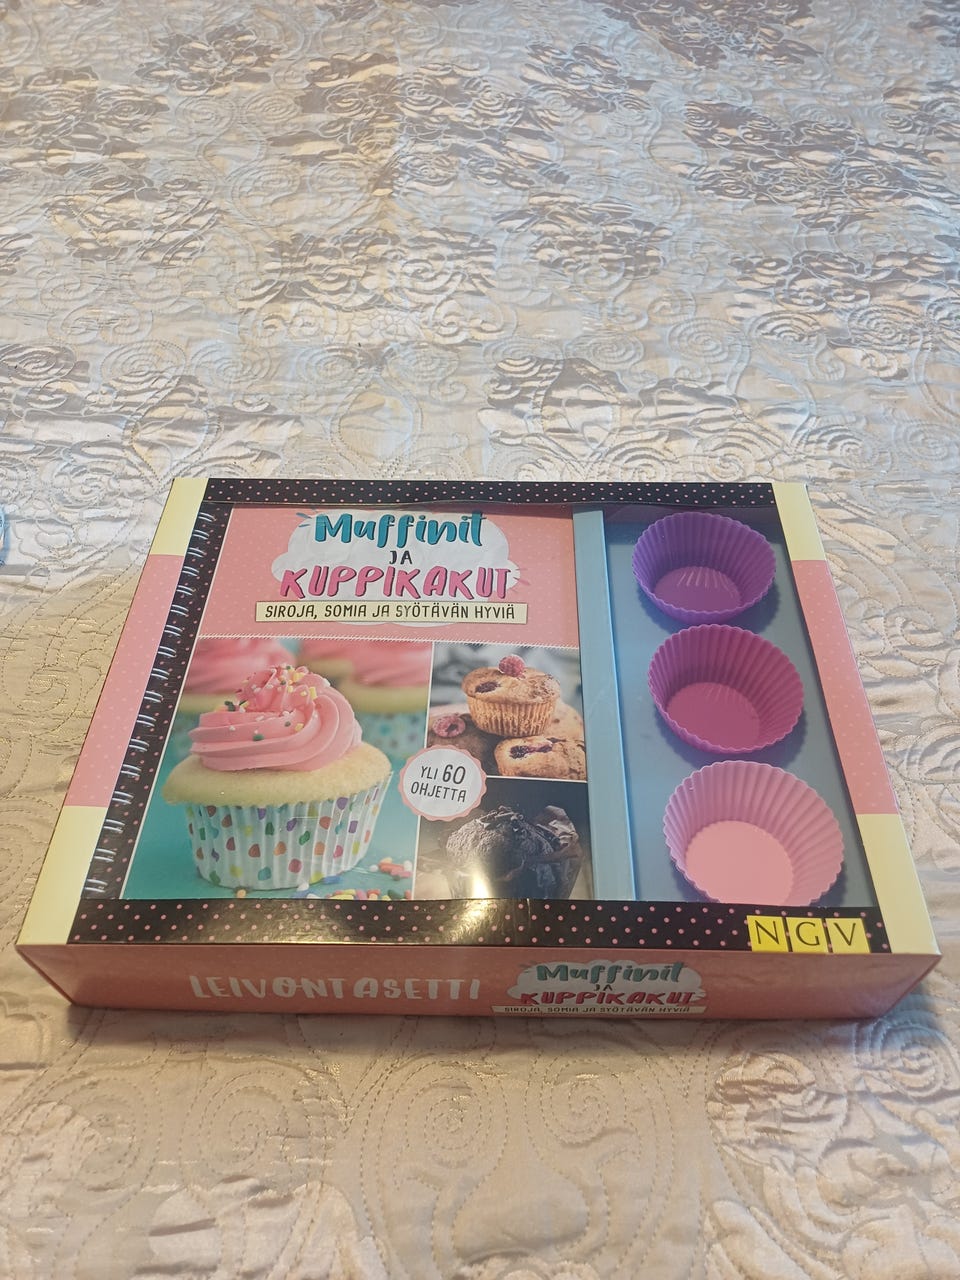 Muffinit
JA
KUPPIKAKUT
SIROJA, SOMIA JA SYÖTÄVÄN HYVIÄ
YLI 60
OHJETTA
NGV
LEIVONTASETTI
Muffinit
JA
KUPPIKAKUT
SIROJA, SOMIA JA SYÖTÄVÄN HYVIÄ